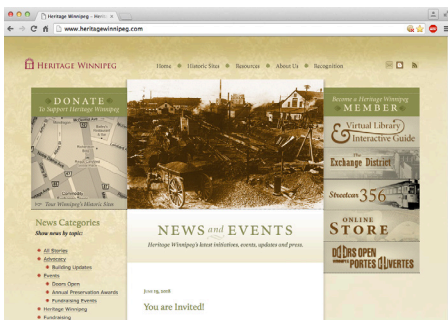 Heritage Winnipeg - Herit
www.heritagewinnipeg.com
HERITAGE WINNIPEG
Home Historic Sites Resources About Us Recognition
DONATE
To Support Heritage Winnipeg
Your Winnipeg's Historic Sites
News Categories
Show news by topic:
All Stories
Advocacy
Building Updates
Events
Doors Open
Annual Preservation Awards
Fundraising Events
Heritage Winnipeg
Fundraising
NEWS and EVENTS
Heritage Winnipeg's latest initiatives, events, updates and press.
You are Invited!
Become a Heritage Winnipeg
MEMBER
Virtual Library
& Interactive Guide
The
Exchange District
Streetcar 356
ONLINE
STORE
DOORS OPEN
WINNIPEG PORTES OUVERTES